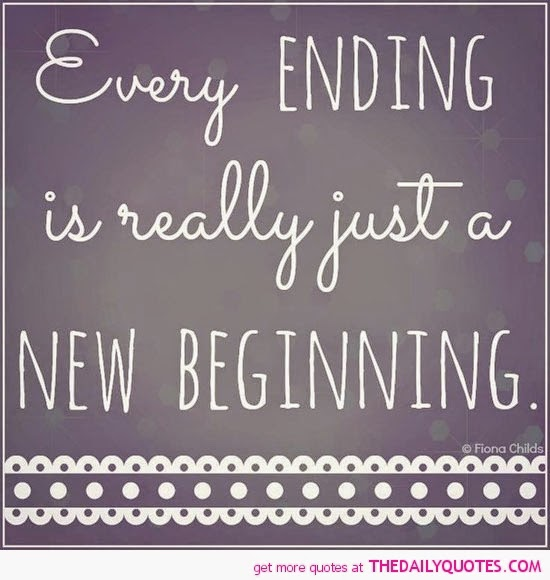 Every ENDING
is really just a
NEW BEGINNING.
© Fiona Childs
get more quotes at THEDAILYQUOTES.COM